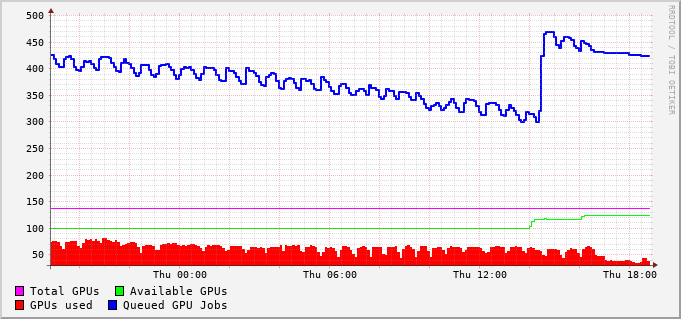 500
450
400
350
300
250
200
150
100
50
Thu 00:00 Thu 06:00 Thu 12:00 Thu 18:00
Total GPUs Available GPUs
GPUs used Queued GPU Jobs
RRDTOOL / TOBI OETIKER